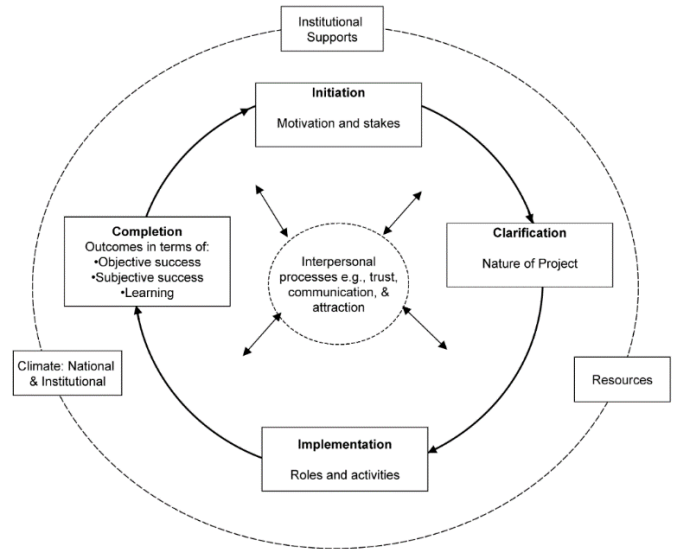 Institutional
Supports
Initiation
Motivation and stakes
Completion
Outcomes in terms of:
•Objective success
•Subjective success
•Learning
Interpersonal
processes e.g., trust,
communication, &
attraction
Clarification
Nature of Project
Climate: National
& Institutional
Resources
Implementation
Roles and activities